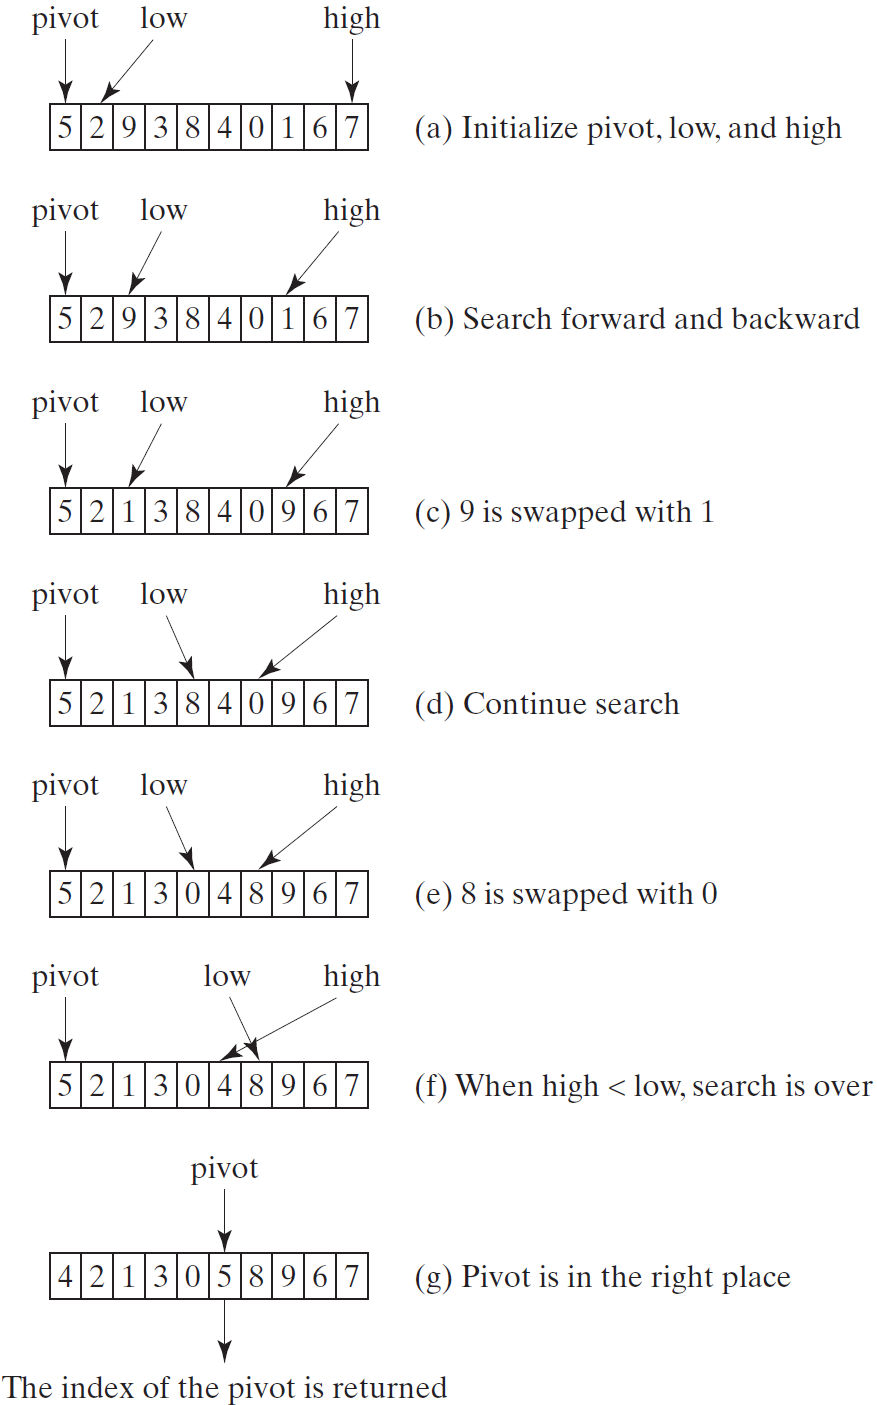 pivot low high
5 2 9 3 8 4 0 1 6 7 (a) Initialize pivot, low, and high
pivot low high
5 2 9 3 8 4 0 1 6 7 (b) Search forward and backward
pivot low high
5 2 1 3 8 4 0 9 6 7 (c) 9 is swapped with 1
pivot low high
5 2 1 3 8 4 0 9 6 7 (d) Continue search
pivot low high
5 2 1 3 0 4 8 9 6 7 (e) 8 is swapped with 0
pivot low high
5 2 1 3 0 4 8 9 6 7 (f) When high < low, search is over
pivot
4 2 1 3 0 5 8 9 6 7 (g) Pivot is in the right place
The index of the pivot is returned